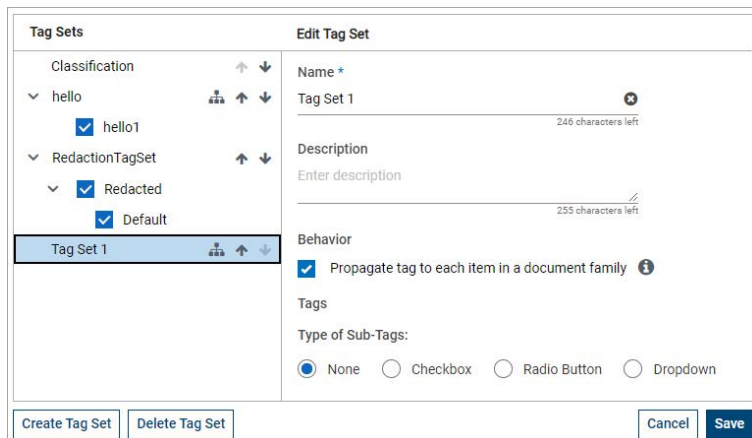 Tag Sets
Classification
hello
hello1
RedactionTagSet
Redacted
Default
Tag Set 1
Create Tag Set
Delete Tag Set
Edit Tag Set
Name *
Tag Set 1
246 characters left
Description
Enter description
255 characters left
Behavior
Propagate tag to each item in a document family
Tags
Type of Sub-Tags:
None Checkbox Radio Button Dropdown
Cancel
Save